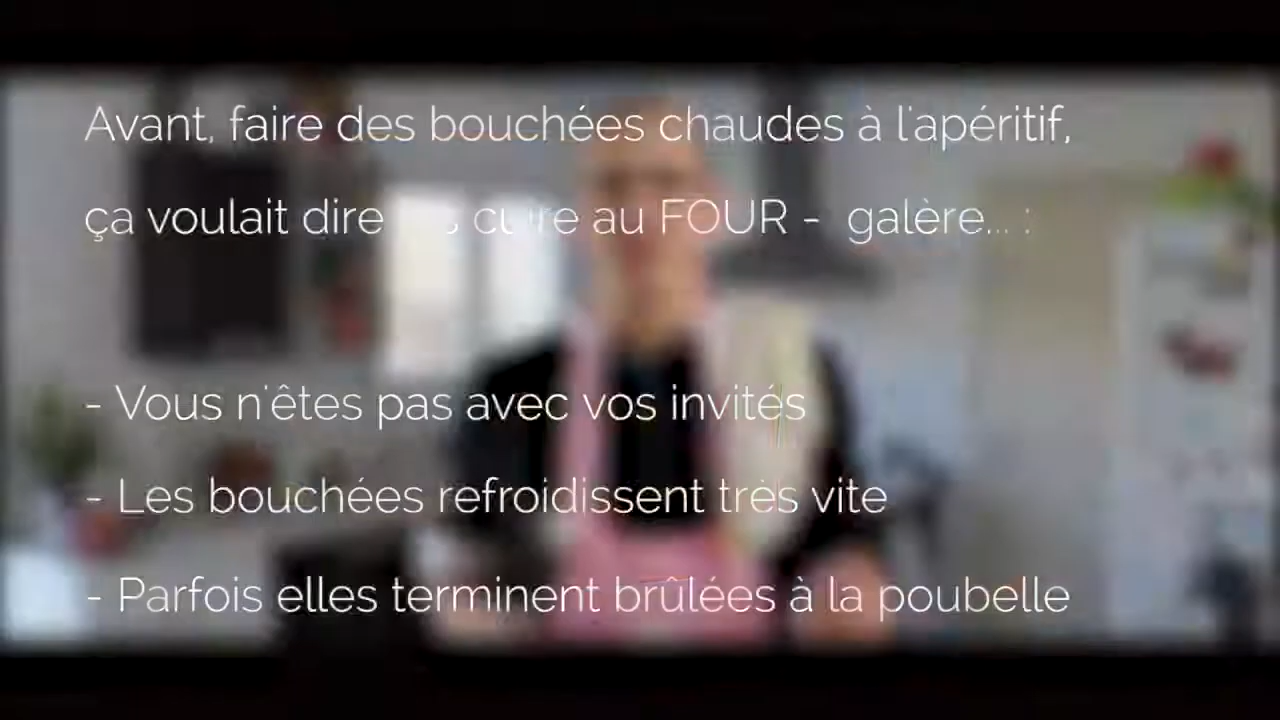 Avant, faire des bouchées chaudes à l'apéritif,
ça voulait dire cuire au FOUR - galère... :
- Vous n'êtes pas avec vos invités
- Les bouchées refroidissent très vite
- Parfois elles terminent brûlées à la poubelle